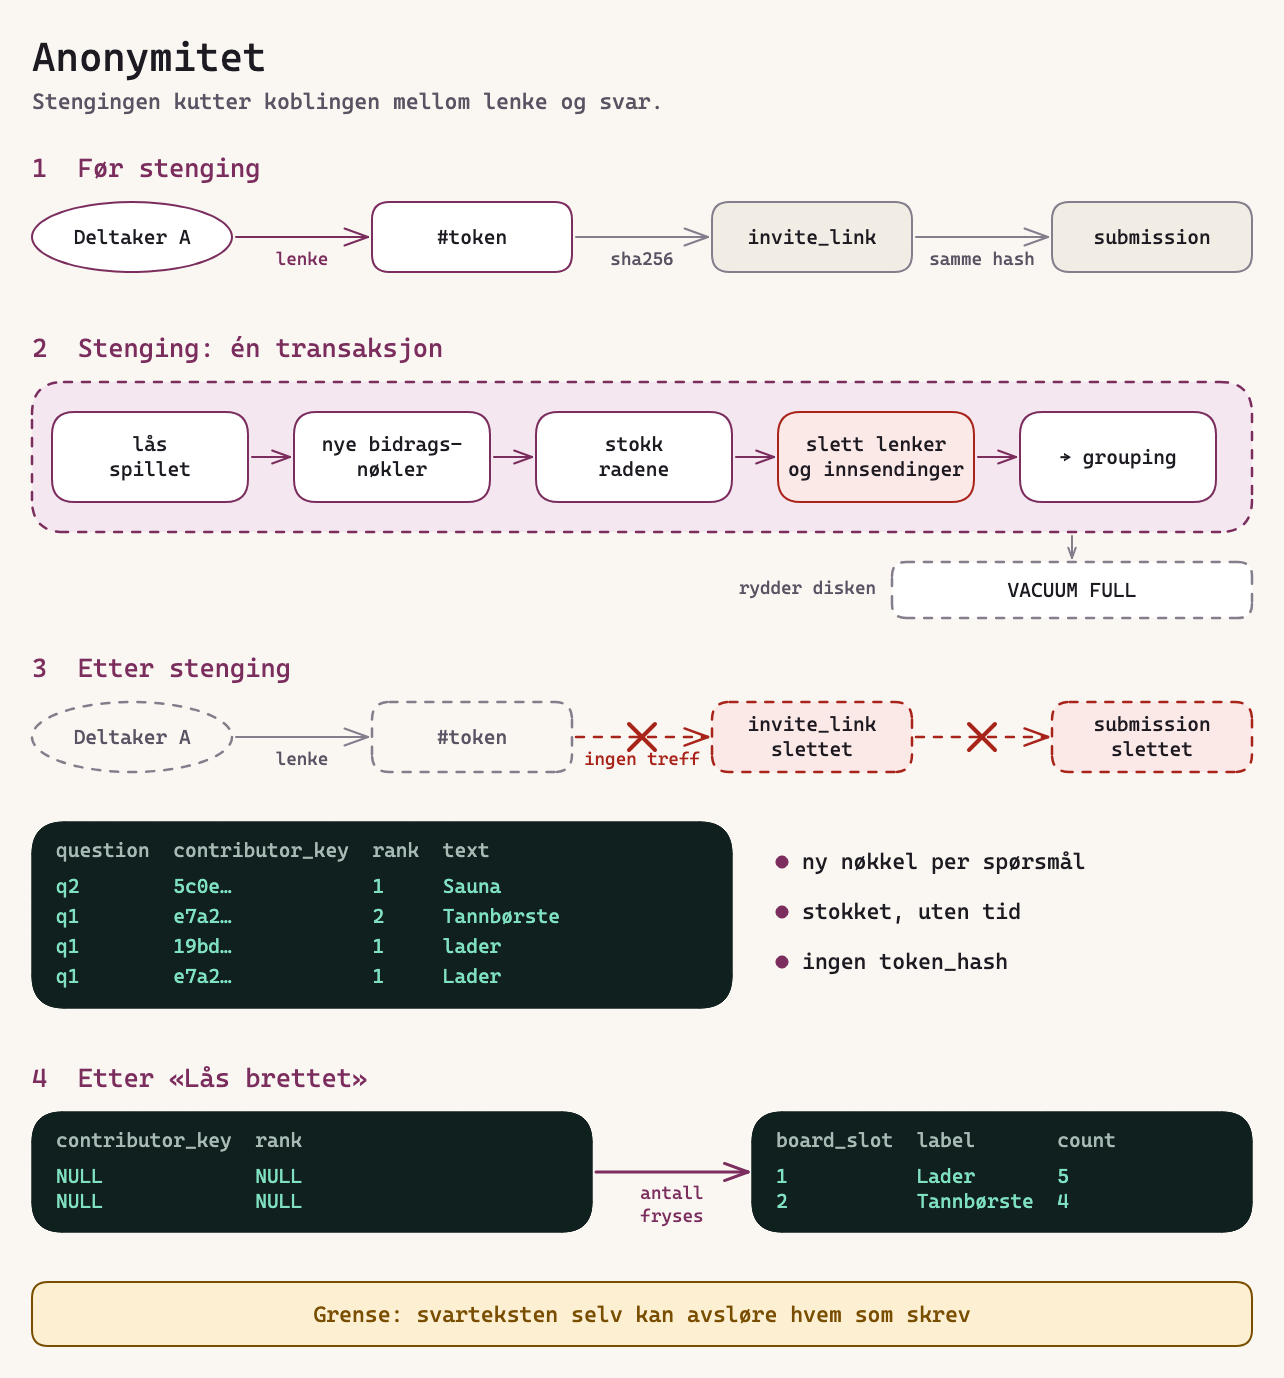 Anonymitet
Stengingen kutter koblingen mellom lenke og svar.
1 Før stenging
Deltaker A
lenke
#token
sha256
invite_link
samme hash
submission
2 Stenging: én transaksjon
lås
spillet
nye bidrags–
nøkler
stokk
radene
slett lenker
og innsendinger
→ grouping
rydder disken
VACUUM FULL
3 Etter stenging
Deltaker A
lenke
#token
ingen treff
invite_link
slettet
submission
slettet
question contributor_key rank text
q2 5c0e… 1 Sauna
q1 e7a2… 2 Tannbørste
q1 19bd… 1 lader
q1 e7a2… 1 Lader
ny nøkkel per spørsmål
stokket, uten tid
ingen token_hash
4 Etter «Lås brettet»
contributor_key rank
NULL NULL
NULL NULL
antall
fryses
board_slot label count
1 Lader 5
2 Tannbørste 4
Grense: svarteksten selv kan avsløre hvem som skrev